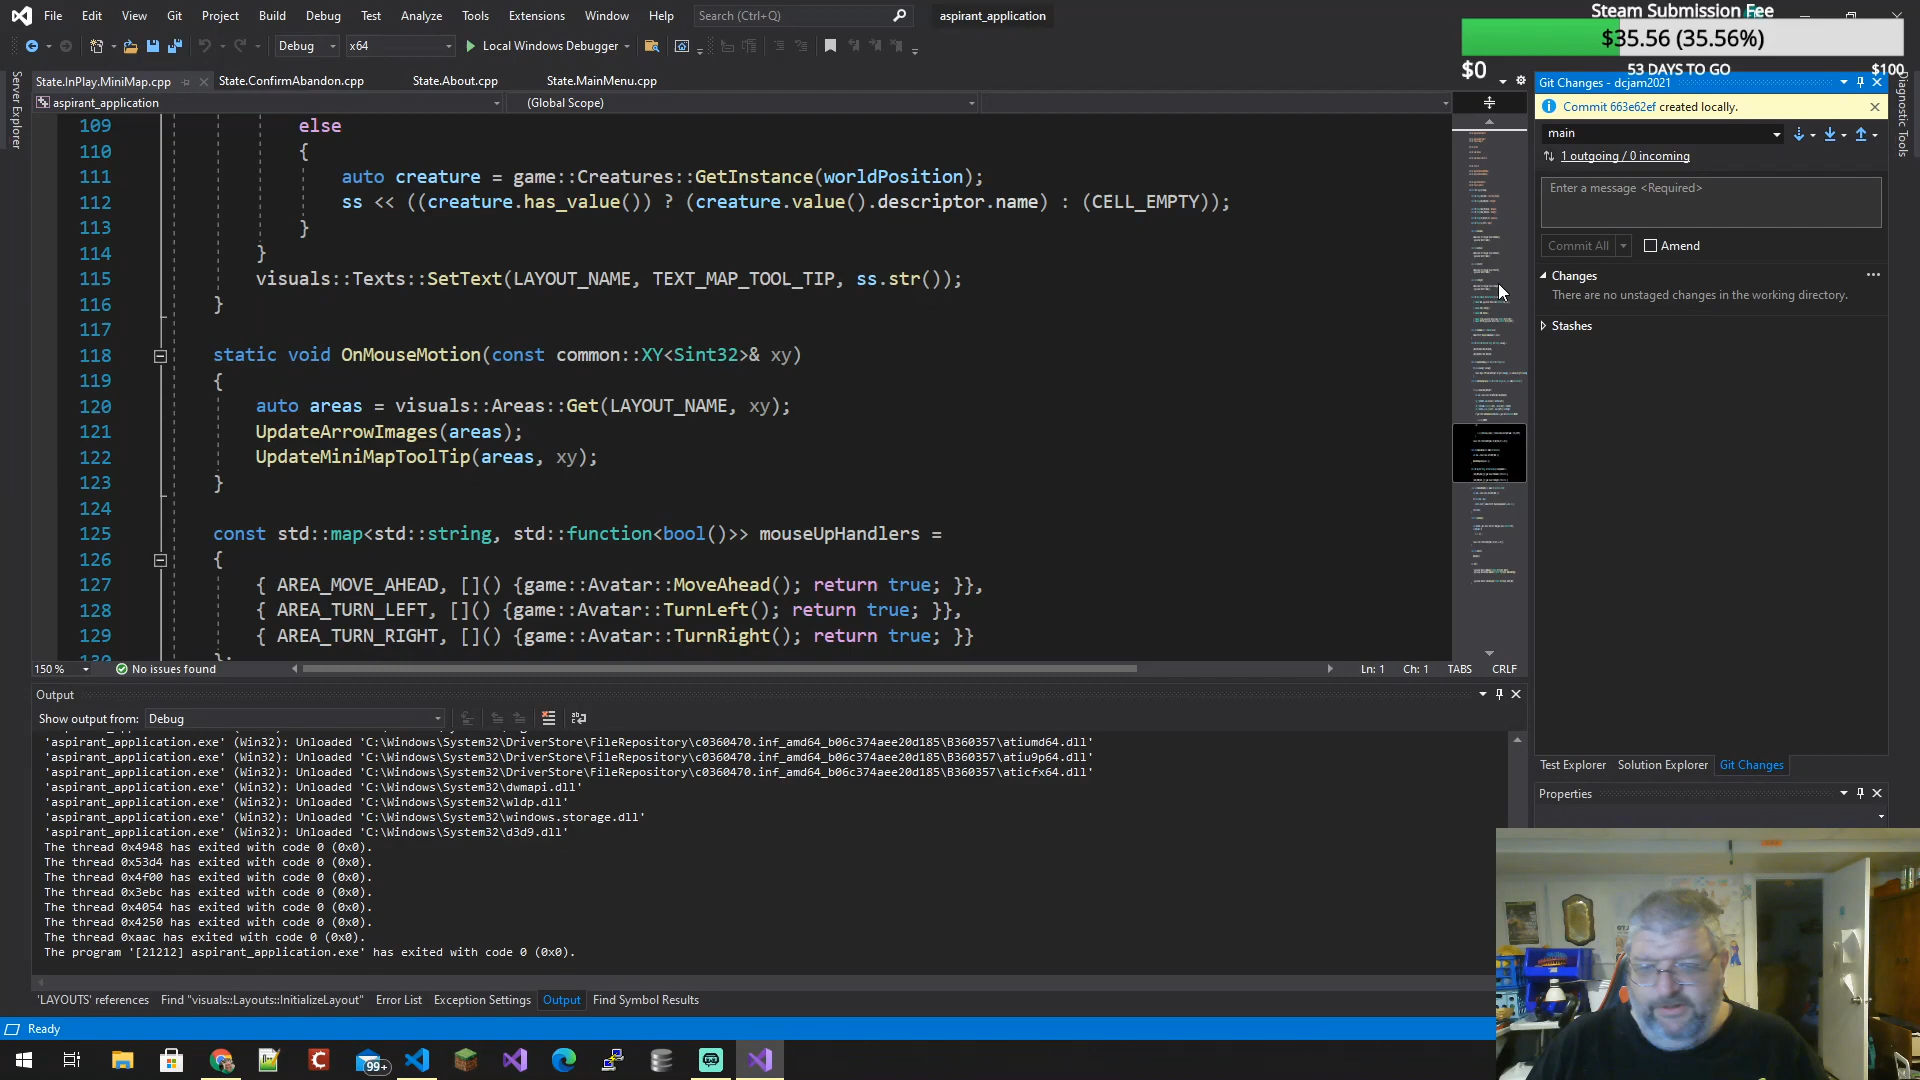 File Edit View Git Project Build Debug Test Analyze Tools Extensions Window Help Search (Ctrl+Q) aspirant_application
Steam Submission Fee
$35.56 (35.56%)
$0 53 DAYS TO GO $100
Debug x64 Local Windows Debugger
Server Explorer
Diagnostic Tools
State.InPlay.MiniMap.cpp State.ConfirmAbandon.cpp State.About.cpp State.MainMenu.cpp
aspirant_application (Global Scope)
109 else
110 {
111 auto creature = game::Creatures::GetInstance(worldPosition);
112 ss << ((creature.has_value()) ? (creature.value().descriptor.name) : (CELL_EMPTY));
113 }
114 }
115 visuals::Texts::SetText(LAYOUT_NAME, TEXT_MAP_TOOL_TIP, ss.str());
116 }
117
118 static void OnMouseMotion(const common::XY<Sint32>& xy)
119 {
120 auto areas = visuals::Areas::Get(LAYOUT_NAME, xy);
121 UpdateArrowImages(areas);
122 UpdateMiniMapToolTip(areas, xy);
123 }
124
125 const std::map<std::string, std::function<bool()>> mouseUpHandlers =
126 {
127 { AREA_MOVE_AHEAD, []() {game::Avatar::MoveAhead(); return true; }},
128 { AREA_TURN_LEFT, []() {game::Avatar::TurnLeft(); return true; }},
129 { AREA_TURN_RIGHT, []() {game::Avatar::TurnRight(); return true; }}
130 };
150 % No issues found Ln: 1 Ch: 1 TABS CRLF
Output
Show output from: Debug
'aspirant_application.exe' (Win32): Unloaded 'C:\Windows\System32\DriverStore\FileRepository\c0360470.inf_amd64_b06c374aee20d185\B360357\atiumd64.dll'
'aspirant_application.exe' (Win32): Unloaded 'C:\Windows\System32\DriverStore\FileRepository\c0360470.inf_amd64_b06c374aee20d185\B360357\atiu9p64.dll'
'aspirant_application.exe' (Win32): Unloaded 'C:\Windows\System32\DriverStore\FileRepository\c0360470.inf_amd64_b06c374aee20d185\B360357\aticfx64.dll'
'aspirant_application.exe' (Win32): Unloaded 'C:\Windows\System32\dwmapi.dll'
'aspirant_application.exe' (Win32): Unloaded 'C:\Windows\System32\wldp.dll'
'aspirant_application.exe' (Win32): Unloaded 'C:\Windows\System32\windows.storage.dll'
'aspirant_application.exe' (Win32): Unloaded 'C:\Windows\System32\d3d9.dll'
The thread 0x4948 has exited with code 0 (0x0).
The thread 0x53d4 has exited with code 0 (0x0).
The thread 0x4f00 has exited with code 0 (0x0).
The thread 0x3ebc has exited with code 0 (0x0).
The thread 0x4054 has exited with code 0 (0x0).
The thread 0x4250 has exited with code 0 (0x0).
The thread 0xaac has exited with code 0 (0x0).
The program '[21212] aspirant_application.exe' has exited with code 0 (0x0).
'LAYOUTS' references Find "visuals::Layouts::InitializeLayout" Error List Exception Settings Output Find Symbol Results
Ready
99+
Git Changes - dcjam2021
Commit 663e62ef created locally.
main
1 outgoing / 0 incoming
Enter a message <Required>
Commit All Amend
Changes
There are no unstaged changes in the working directory.
Stashes
Test Explorer Solution Explorer Git Changes
Properties